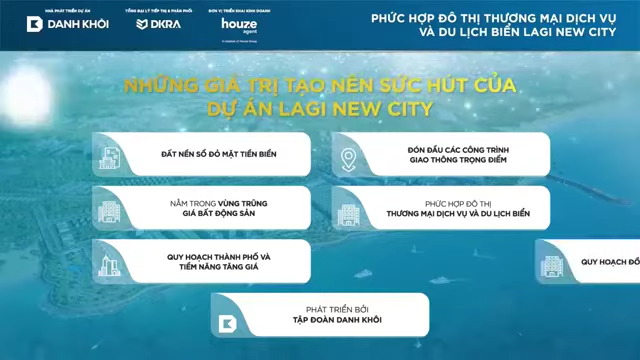 NHÀ PHÁT TRIỂN DỰ ÁN
DANH KHÔI
TỔNG ĐẠI LÝ TIẾP THỊ & PHÂN PHỐI
DKRA
ĐƠN VỊ TRIỂN KHAI KINH DOANH
houze
agent
PHỨC HỢP ĐÔ THỊ THƯƠNG MẠI DỊCH VỤ
VÀ DU LỊCH BIỂN LAGI NEW CITY
NHỮNG GIÁ TRỊ TẠO NÊN SỨC HÚT CỦA
DỰ ÁN LAGI NEW CITY
ĐẤT NỀN SỔ ĐỎ MẶT TIỀN BIỂN
ĐÓN ĐẦU CÁC CÔNG TRÌNH
GIAO THÔNG TRỌNG ĐIỂM
NẰM TRONG VÙNG TRŨNG
GIÁ BẤT ĐỘNG SẢN
PHỨC HỢP ĐÔ THỊ
THƯƠNG MẠI DỊCH VỤ VÀ DU LỊCH BIỂN
QUY HOẠCH THÀNH PHỐ VÀ
TIỀM NĂNG TĂNG GIÁ
QUY HOẠCH ĐỒ
PHÁT TRIỂN BỞI
TẬP ĐOÀN DANH KHÔI